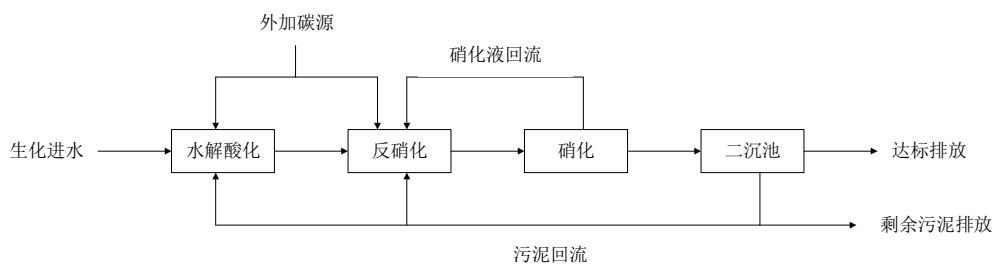 外加碳源
硝化液回流
生化进水
水解酸化
反硝化
硝化
二沉池
达标排放
剩余污泥排放
污泥回流